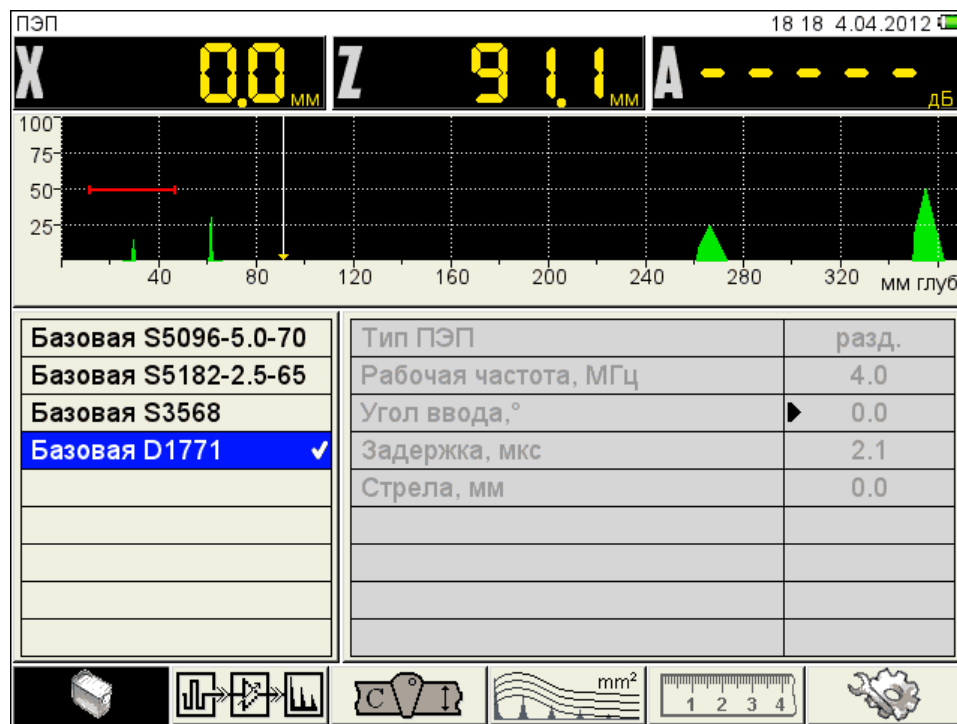 ПЭП 18 18 4.04.2012
X 0.0 мм Z 91.1 мм A - - - - - дБ
100
75
50
25
40 80 120 160 200 240 280 320 мм глуб
Базовая S5096-5.0-70
Базовая S5182-2.5-65
Базовая S3568
Базовая D1771
Тип ПЭП разд.
Рабочая частота, МГц 4.0
Угол ввода,° 0.0
Задержка, мкс 2.1
Стрела, мм 0.0
C mm² 1 2 3 4